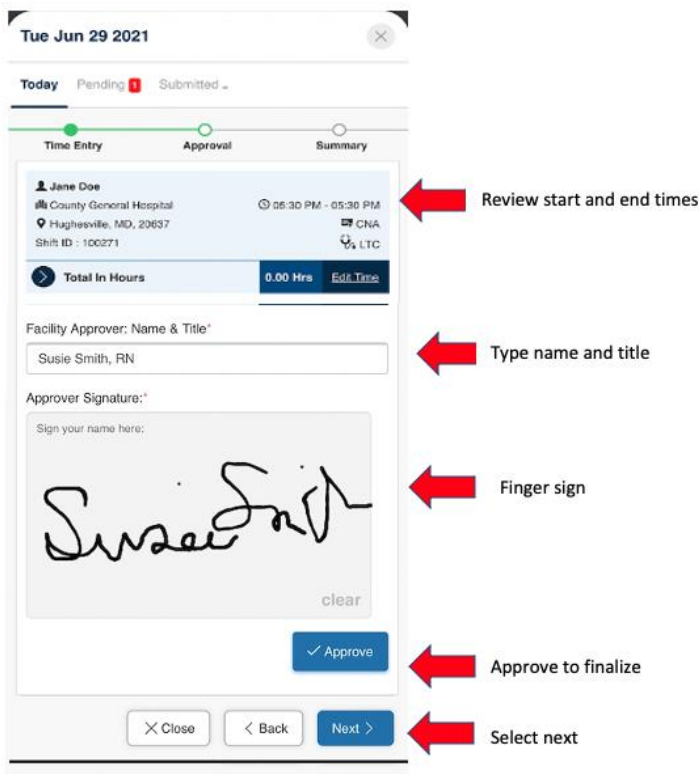 Tue Jun 29 2021
Today Pending 1 Submitted
Time Entry Approval Summary
Jane Doe
County General Hospital 05:30 PM - 05:30 PM
Hughesville, MD, 20637 CNA
Shift ID : 100271 LTC
Total In Hours 0.00 Hrs Edit Time
Review start and end times
Facility Approver: Name & Title*
Susie Smith, RN
Type name and title
Approver Signature:*
Sign your name here:
Susie Smith
Finger sign
clear
✓ Approve
Approve to finalize
X Close < Back Next >
Select next